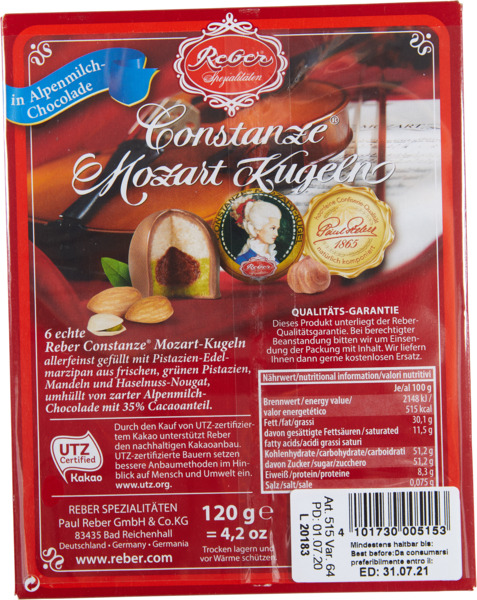 in Alpenmilch-
Chocolade
Reber
Spezialitäten
Constanze®
Mozart Kugeln
Paul Reber
1865
natürlich komponiert
Reber
6 echte
Reber Constanze® Mozart-Kugeln
allerfeinst gefüllt mit Pistazien-Edel-
marzipan aus frischen, grünen Pistazien,
Mandeln und Haselnuss-Nougat,
umhüllt von zarter Alpenmilch-
Chocolade mit 35% Cacaoanteil.
QUALITÄTS-GARANTIE
Dieses Produkt unterliegt der Reber-
Qualitätsgarantie. Bei berechtigter
Beanstandung bitten wir um Einsen-
dung der Packung mit Inhalt. Wir liefern
Ihnen dann gerne kostenlosen Ersatz.
Nährwert/nutritional information/valori nutritivi
Je/al 100 g
Brennwert/energy value/ 2148 kJ/
valor energetico 515 kcal
Fett/fat/grassi 30,1 g
davon gesättigte Fettsäuren/saturated 11,5 g
fatty acids/acidi grassi saturi
Kohlenhydrate/carbohydrate/carboidrati 51,2 g
davon Zucker/sugar/zucchero 51,2 g
Eiweiß/protein/proteine 8,3 g
Salz/salt/sale 0,075 g
UTZ
Certified
Kakao
Durch den Kauf von UTZ-zertifizier-
tem Kakao unterstützt Reber
den nachhaltigen Kakaoanbau.
UTZ-zertifizierte Bauern setzen
bessere Anbaumethoden im Hin-
blick auf Mensch und Umwelt ein.
www.utz.org.
REBER SPEZIALITÄTEN
Paul Reber GmbH & Co.KG
83435 Bad Reichenhall
Deutschland • Germany • Germania
www.reber.com
120 g e
= 4,2 oz
Trocken lagern und
vor Wärme schützen.
Art. 515 Var. 64
PD: 01.07.20
L 20183
4 101730 005153
Mindestens haltbar bis:
Best before:Da consumarsi
preferibilmente entro il:
ED: 31.07.21